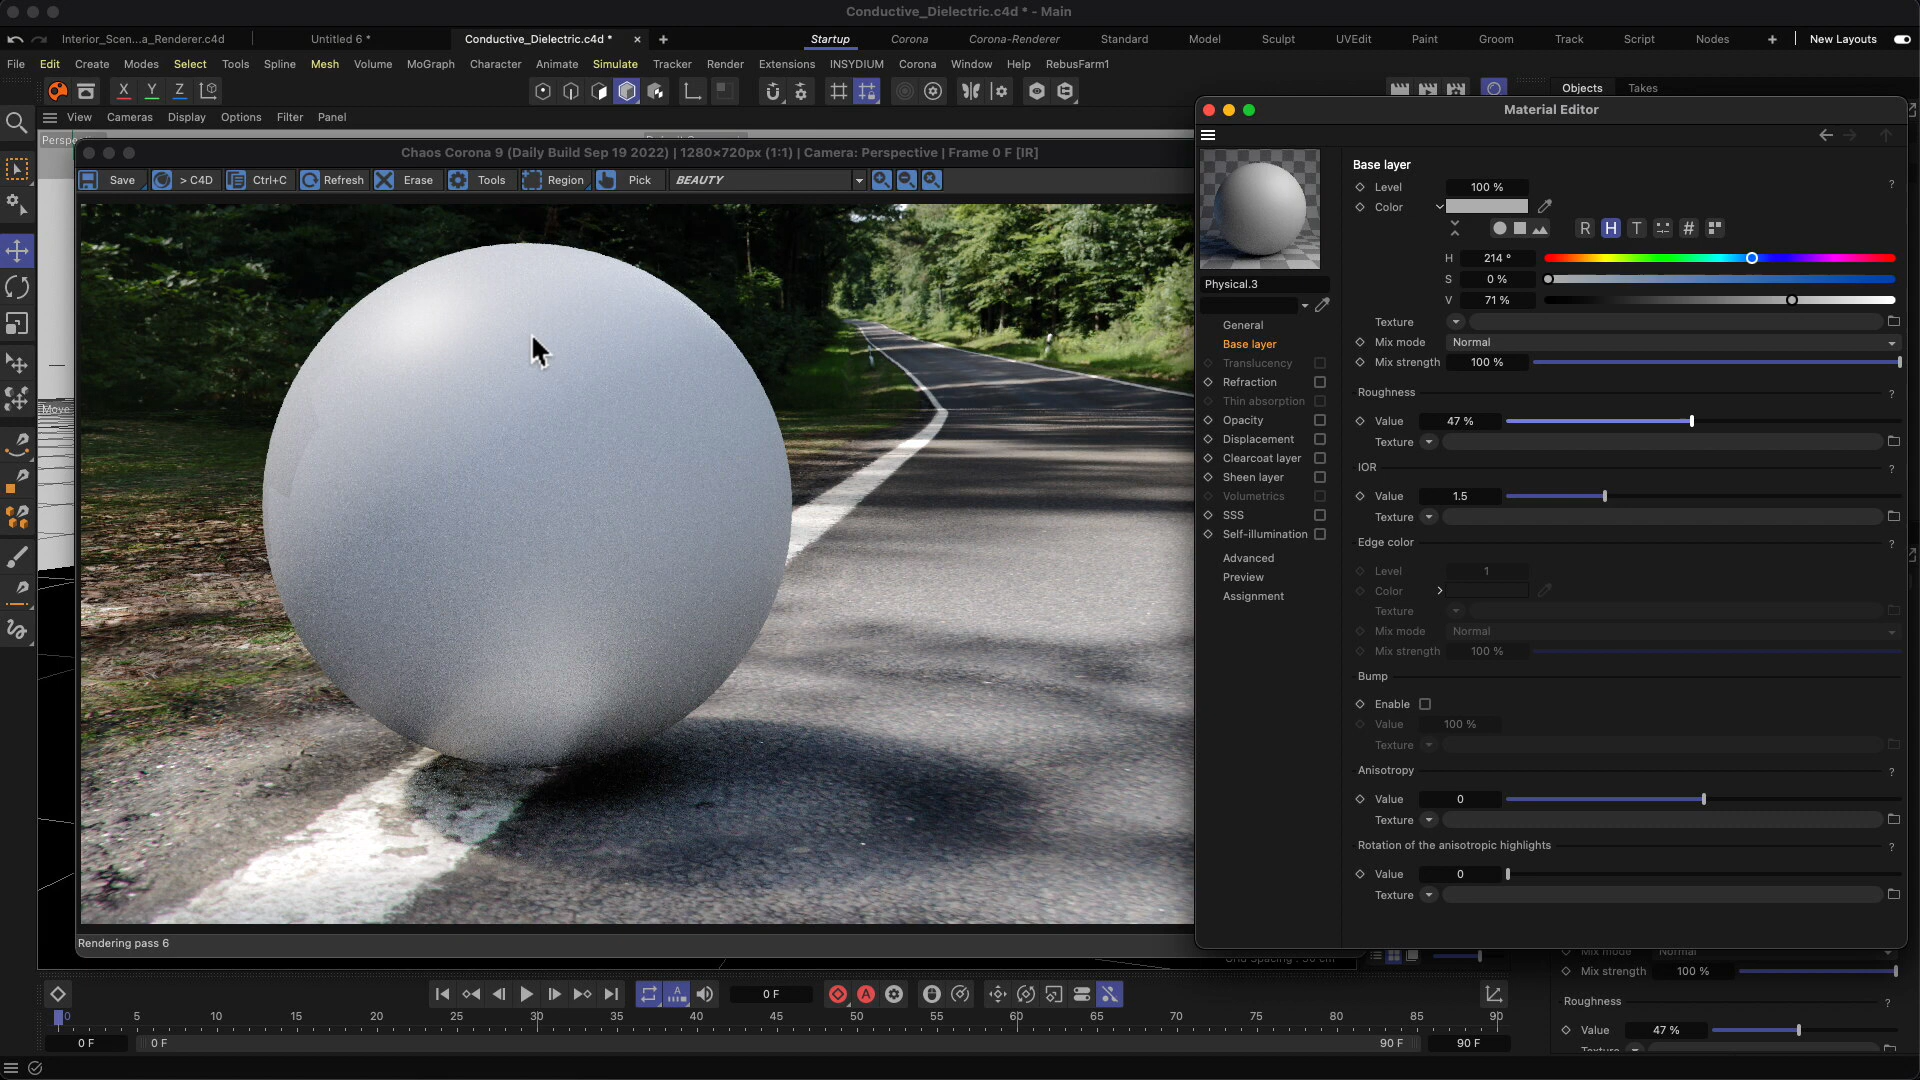 Conductive_Dielectric.c4d * - Main
Interior_Scen...a_Renderer.c4d
Untitled 6 *
Conductive_Dielectric.c4d *
Startup
Corona
Corona-Renderer
Standard
Model
Sculpt
UVEdit
Paint
Groom
Track
Script
Nodes
New Layouts
File
Edit
Create
Modes
Select
Tools
Spline
Mesh
Volume
MoGraph
Character
Animate
Simulate
Tracker
Render
Extensions
INSYDIUM
Corona
Window
Help
RebusFarm1
X
Y
Z
Objects
Takes
View
Cameras
Display
Options
Filter
Panel
Chaos Corona 9 (Daily Build Sep 19 2022) | 1280×720px (1:1) | Camera: Perspective | Frame 0 F [IR]
Save
> C4D
Ctrl+C
Refresh
Erase
Tools
Region
Pick
BEAUTY
Move
Rendering pass 6
Material Editor
Physical.3
General
Base layer
Translucency
Refraction
Thin absorption
Opacity
Displacement
Clearcoat layer
Sheen layer
Volumetrics
SSS
Self-illumination
Advanced
Preview
Assignment
Base layer
Level 100 % ?
Color
R H T #
H 214 °
S 0 %
V 71 %
Texture
Mix mode Normal
Mix strength 100 %
Roughness ?
Value 47 %
Texture
IOR ?
Value 1.5
Texture
Edge color ?
Level 1
Color
Texture
Mix mode Normal
Mix strength 100 %
Bump
Enable
Value 100 %
Texture
Anisotropy ?
Value 0
Texture
Rotation of the anisotropic highlights ?
Value 0
Texture
Mix mode Normal
Mix strength 100 %
Roughness ?
Value 47 %
Texture
0 F
A
0 5 10 15 20 25 30 35 40 45 50 55 60 65 70 75 80 85 90
0 F
0 F
90 F
90 F